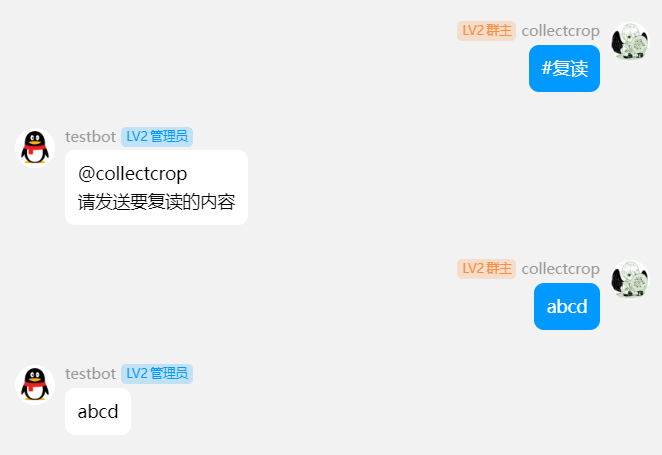 LV2 群主 collectcrop
#复读
testbot LV2 管理员
@collectcrop
请发送要复读的内容
LV2 群主 collectcrop
abcd
testbot LV2 管理员
abcd